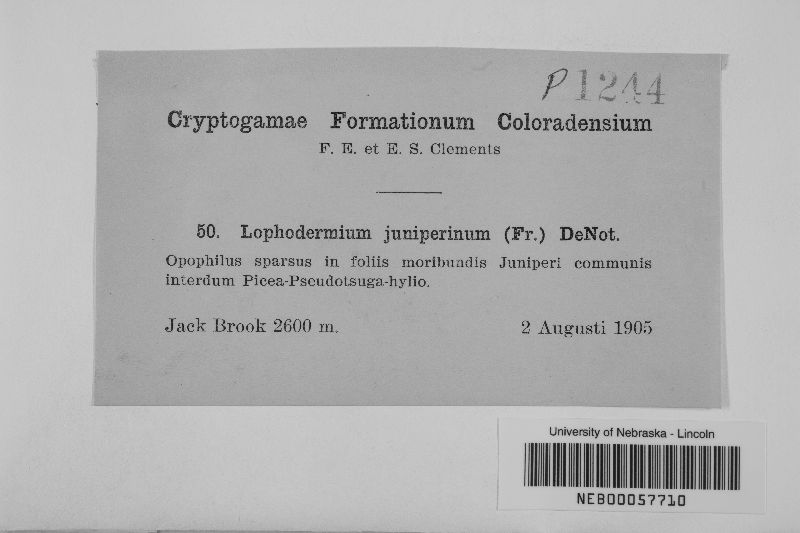 P 1244
Cryptogamae Formationum Coloradensium
F. E. et E. S. Clements
50. Lophodermium juniperinum (Fr.) DeNot.
Opophilus sparsus in foliis moribundis Juniperi communis
interdum Picea-Pseudotsuga-hylio.
Jack Brook 2600 m. 2 Augusti 1905
University of Nebraska - Lincoln
NEB00057710